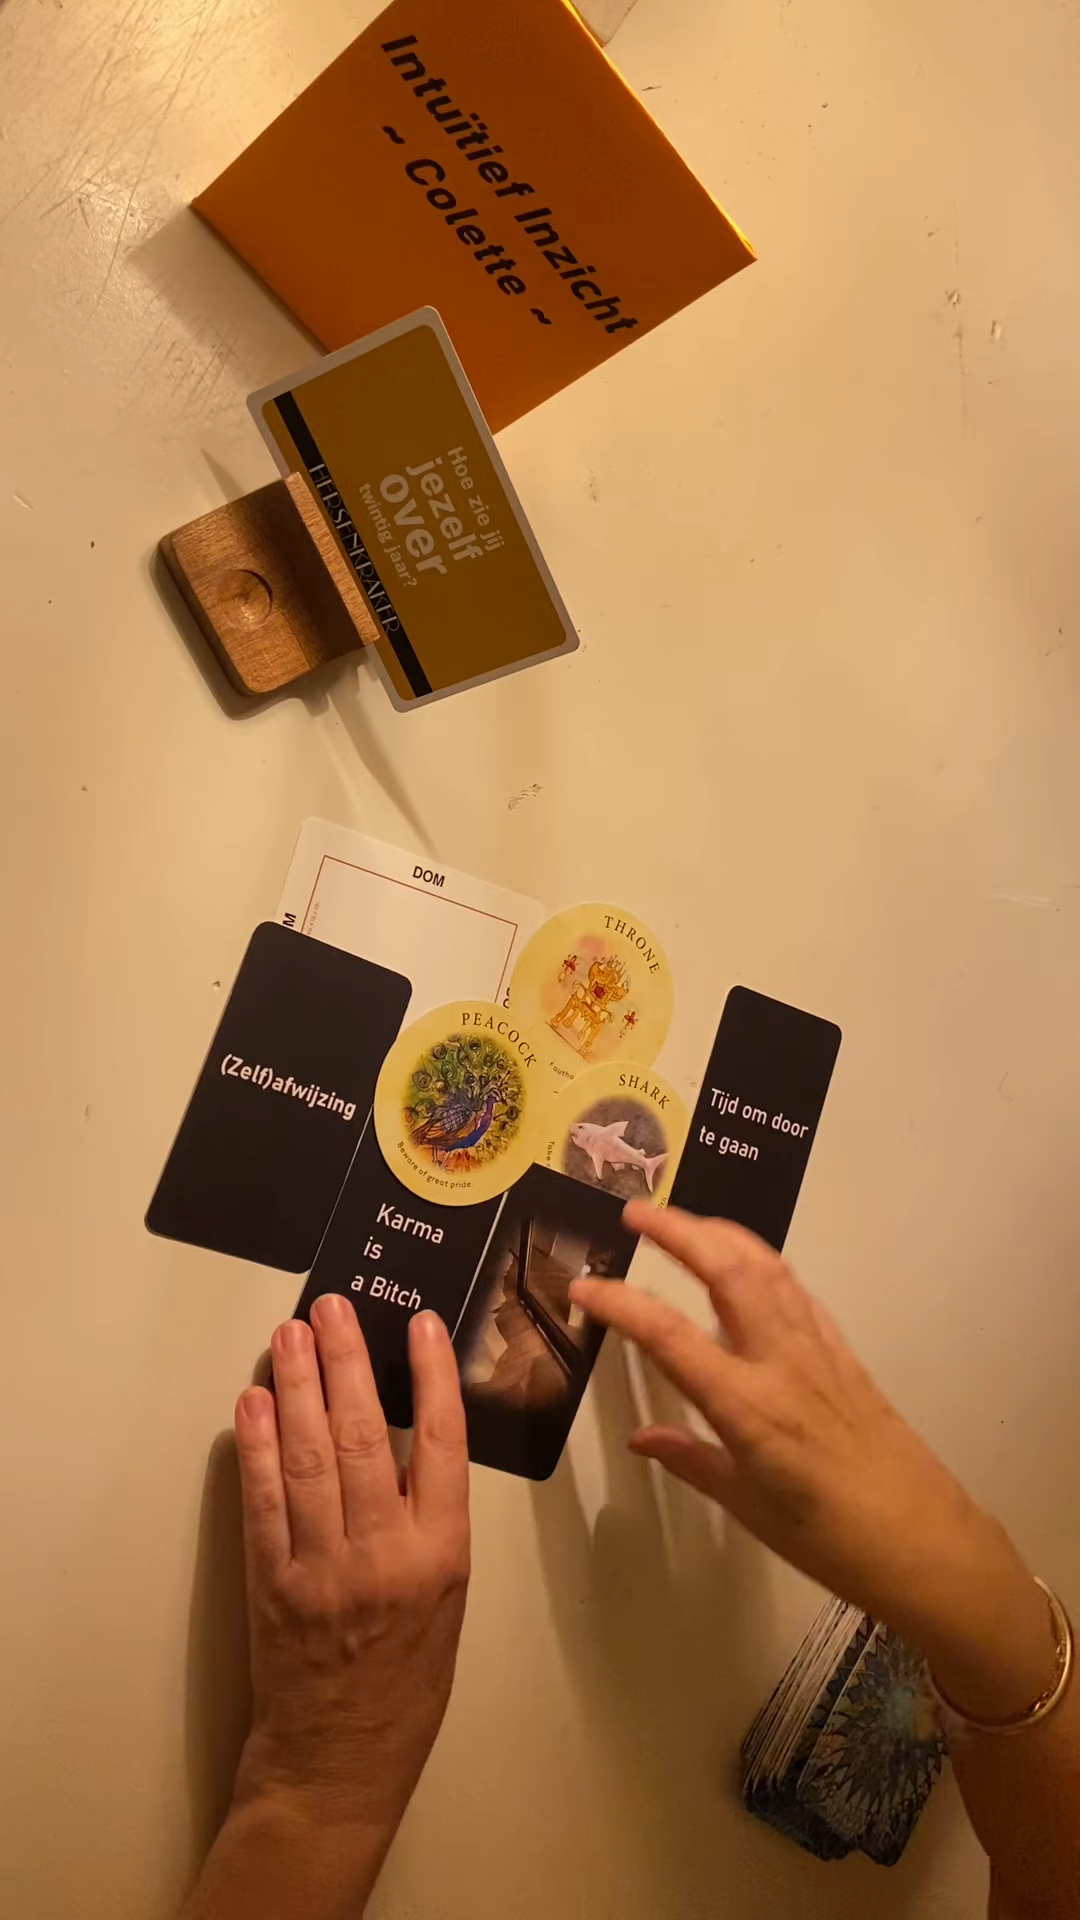 Intuïtief Inzicht
~ Colette ~
Hoe zie jij
jezelf
over
twintig jaar?
HERSENKRAKER
DOM
THRONE
PEACOCK
Beware of great pride.
SHARK
(Zelf)afwijzing
Tijd om door
te gaan
Karma
is
a Bitch